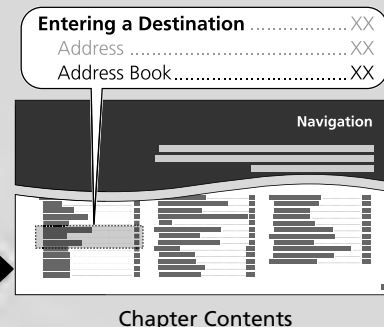 Entering a Destination ............... XX
Address ........................................ XX
Address Book ............................... XX
Navigation
Chapter Contents